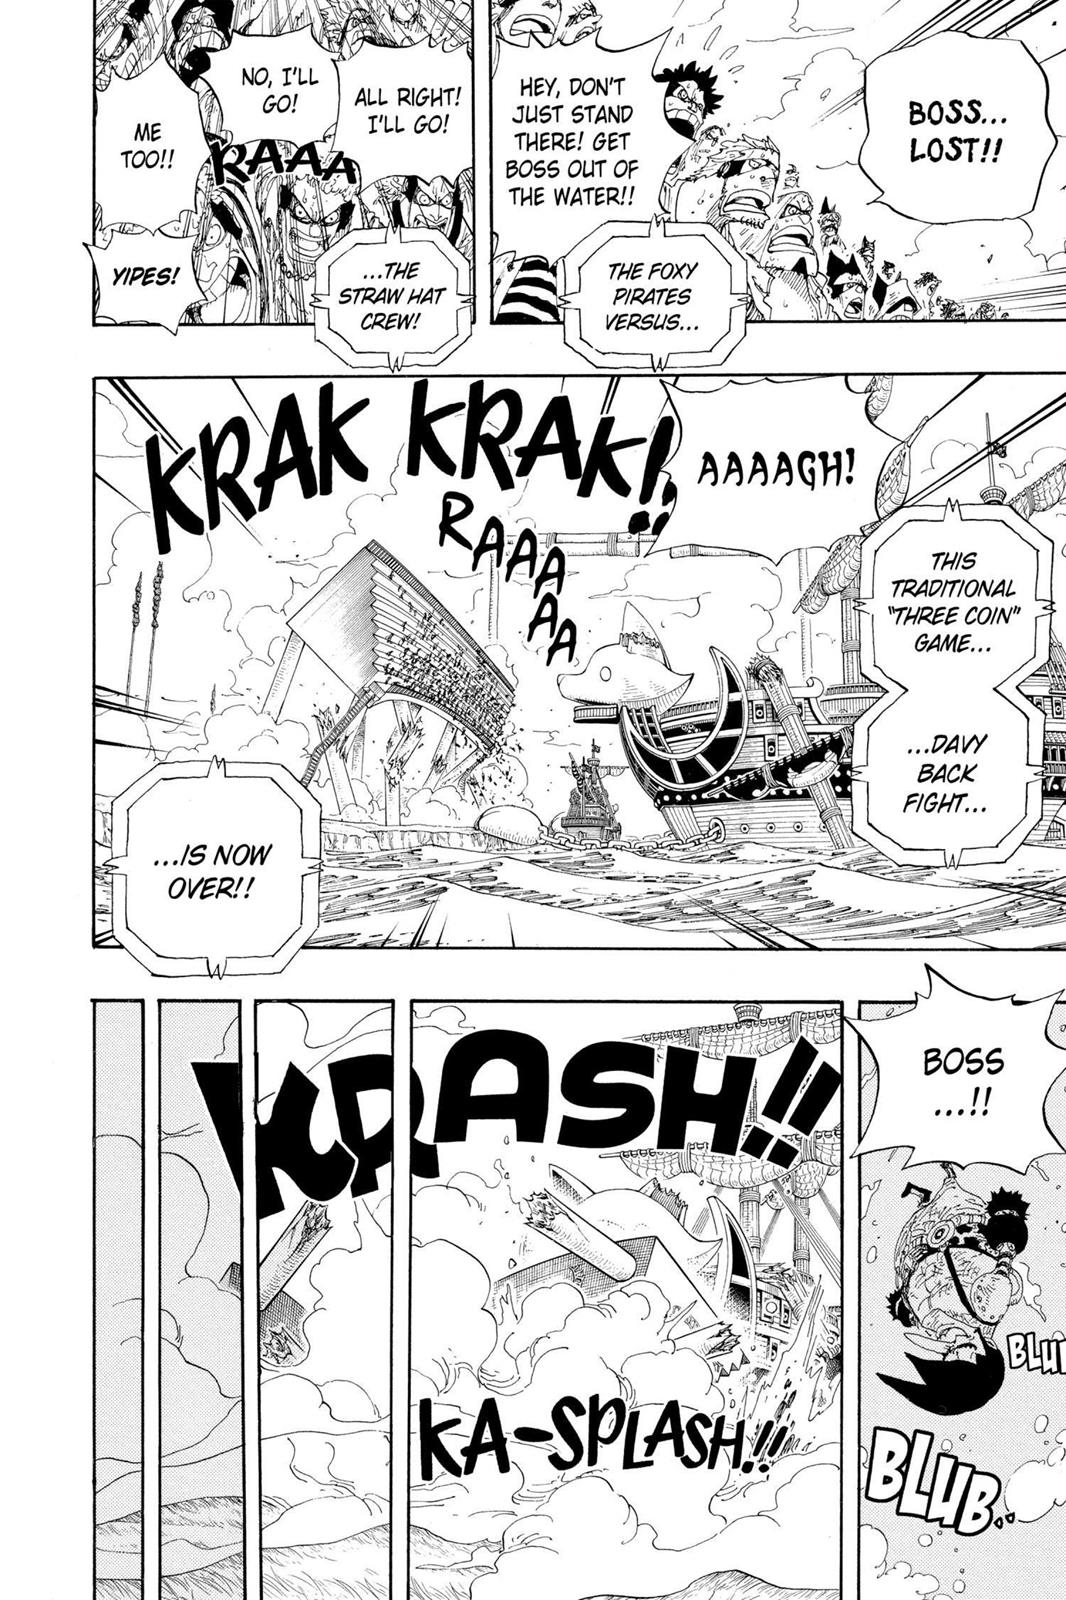 BOSS...
LOST!!
HEY, DON'T
JUST STAND
THERE! GET
BOSS OUT OF
THE WATER!!
THE FOXY
PIRATES
VERSUS...
ALL RIGHT!
I'LL GO!
NO, I'LL
GO!
RAAA
ME
TOO!!
YIPES!
...THE
STRAW HAT
CREW!
AAAAGH!
KRAK KRAK!!
RAAAAA
THIS
TRADITIONAL
"THREE COIN"
GAME...
...DAVY
BACK
FIGHT...
...IS NOW
OVER!!
BOSS
...!!
BLUB
BLUB..
KRASH!!
KA-SPLASH!!